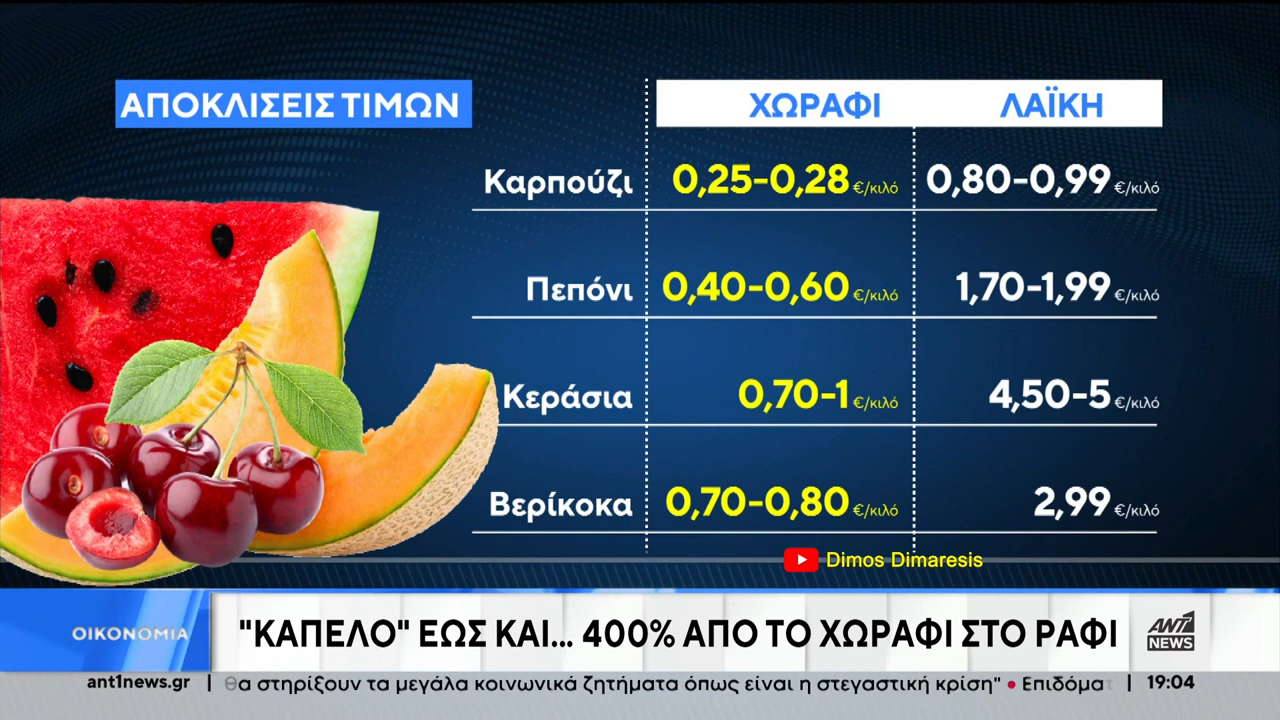 ΑΠΟΚΛΙΣΕΙΣ ΤΙΜΩΝ
ΧΩΡΑΦΙ ΛΑΪΚΗ
Καρπούζι 0,25-0,28 €/κιλό 0,80-0,99 €/κιλό
Πεπόνι 0,40-0,60 €/κιλό 1,70-1,99 €/κιλό
Κεράσια 0,70-1 €/κιλό 4,50-5 €/κιλό
Βερίκοκα 0,70-0,80 €/κιλό 2,99 €/κιλό
Dimos Dimaresis
ΟΙΚΟΝΟΜΙΑ
"ΚΑΠΕΛΟ" ΕΩΣ ΚΑΙ... 400% ΑΠΟ ΤΟ ΧΩΡΑΦΙ ΣΤΟ ΡΑΦΙ
ΑΝΤ1
NEWS
ant1news.gr | θα στηρίξουν τα μεγάλα κοινωνικά ζητήματα όπως είναι η στεγαστική κρίση" • Επιδόματ | 19:04